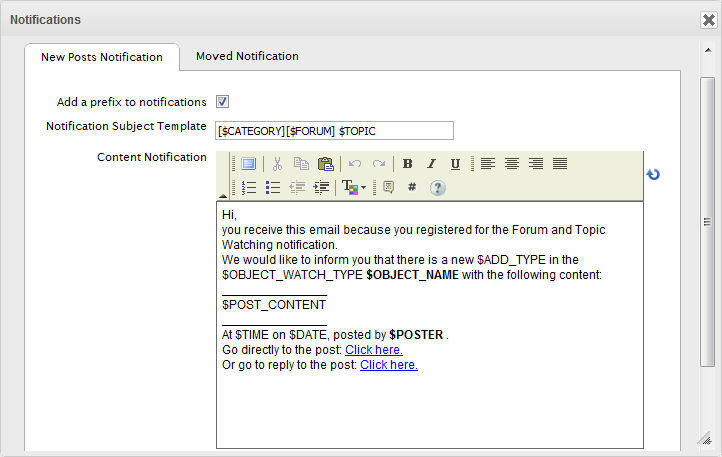 Notifications
New Posts Notification
Moved Notification
Add a prefix to notifications
Notification Subject Template
[$CATEGORY][$FORUM] $TOPIC
Content Notification
B I U
T
#
?
Hi,
you receive this email because you registered for the Forum and Topic
Watching notification.
We would like to inform you that there is a new $ADD_TYPE in the
$OBJECT_WATCH_TYPE $OBJECT_NAME with the following content:
$POST_CONTENT
At $TIME on $DATE, posted by $POSTER .
Go directly to the post: Click here.
Or go to reply to the post: Click here.